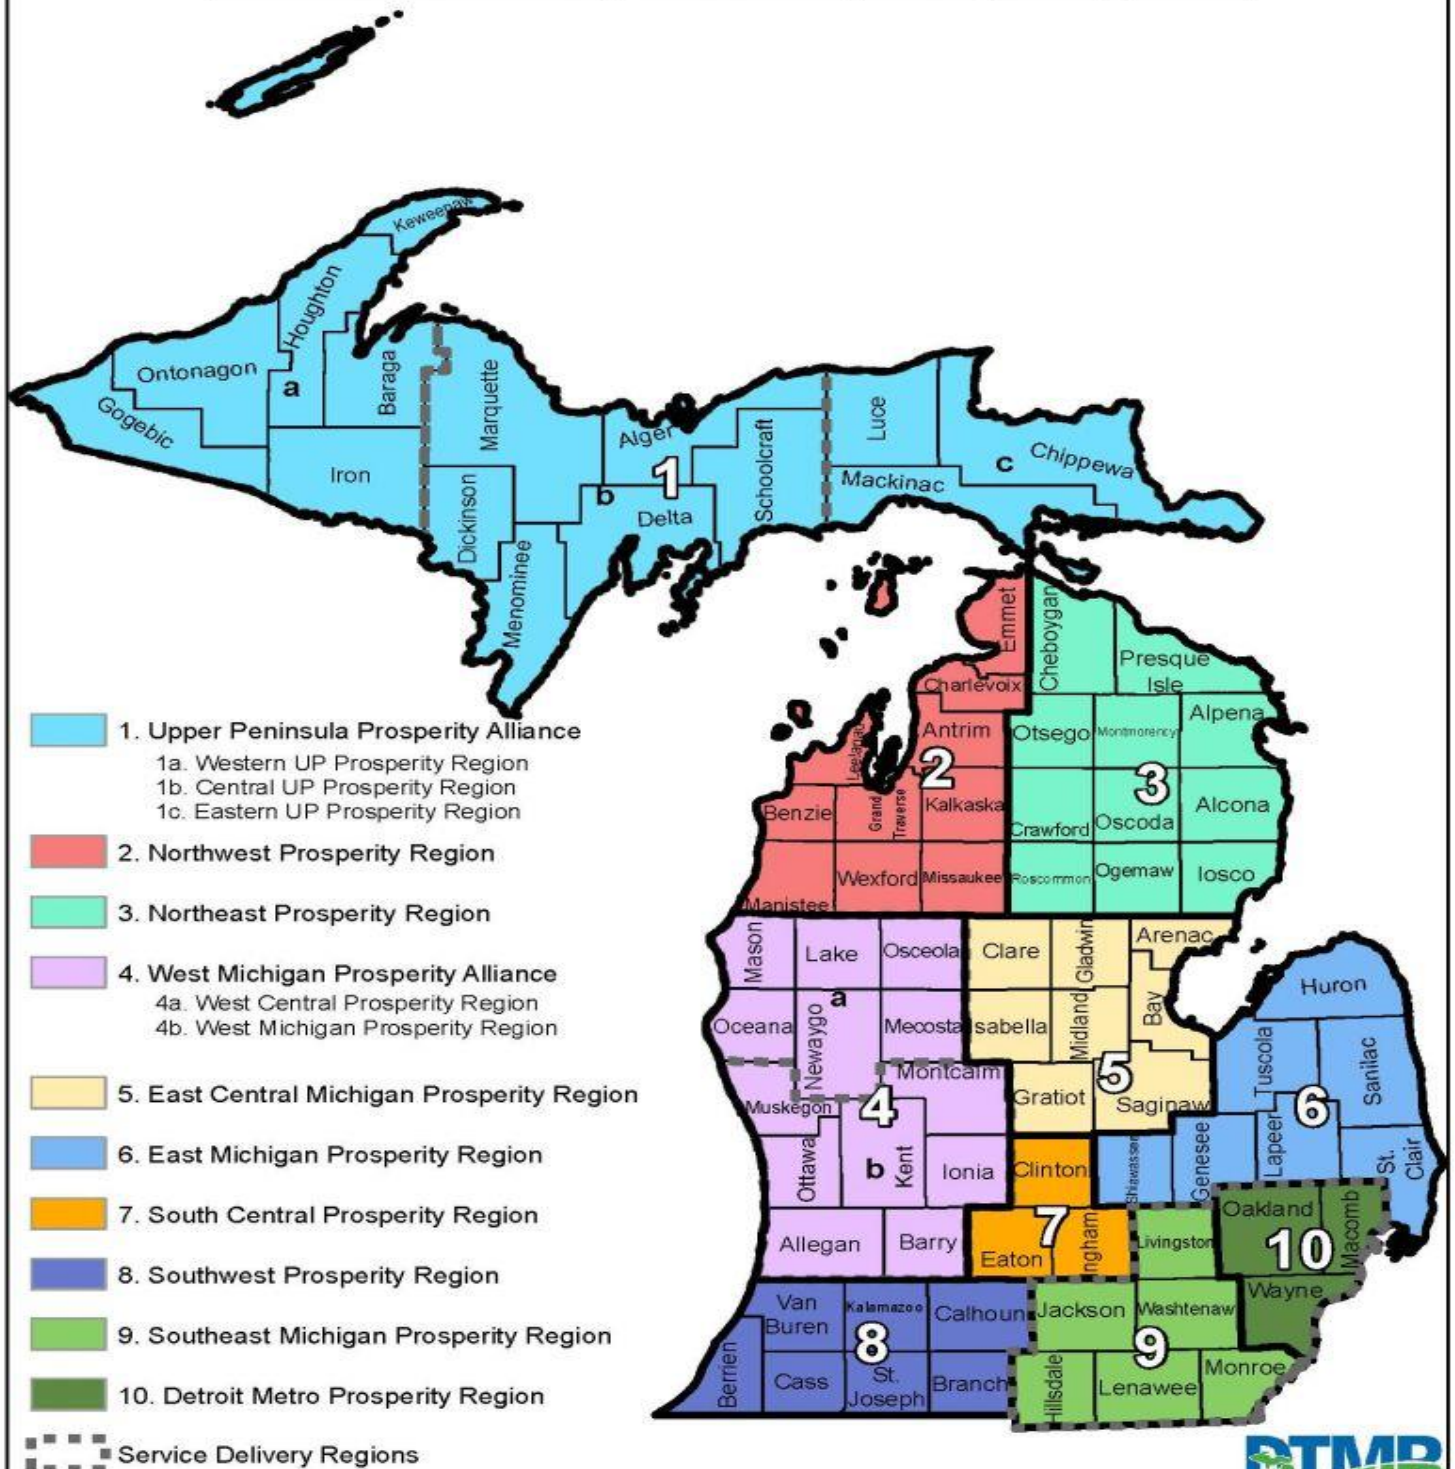 Keweenaw
Houghton
Ontonagon
a
Baraga
Gogebic
Iron
Marquette
Dickinson
Menominee
Alger
1
b
Delta
Schoolcraft
Luce
Mackinac
c
Chippewa
Emmet
Charlevoix
Antrim
Leelanau
2
Benzie
Grand
Traverse
Kalkaska
Manistee
Wexford
Missaukee
Cheboygan
Presque
Isle
Otsego
Montmorency
Alpena
3
Crawford
Oscoda
Alcona
Roscommon
Ogemaw
Iosco
Mason
Lake
Osceola
a
Oceana
Newaygo
Mecosta
Montcalm
Muskegon
4
Ottawa
b
Kent
Ionia
Allegan
Barry
Clare
Gladwin
Arenac
Isabella
Midland
Bay
5
Gratiot
Saginaw
Huron
Tuscola
Sanilac
6
Shiawassee
Genesee
Lapeer
St.
Clair
Clinton
7
Eaton
Ingham
Livingston
Oakland
Macomb
10
Wayne
Van
Buren
Kalamazoo
Calhoun
8
Berrien
Cass
St.
Joseph
Branch
Jackson
Washtenaw
9
Hillsdale
Lenawee
Monroe
1. Upper Peninsula Prosperity Alliance
1a. Western UP Prosperity Region
1b. Central UP Prosperity Region
1c. Eastern UP Prosperity Region
2. Northwest Prosperity Region
3. Northeast Prosperity Region
4. West Michigan Prosperity Alliance
4a. West Central Prosperity Region
4b. West Michigan Prosperity Region
5. East Central Michigan Prosperity Region
6. East Michigan Prosperity Region
7. South Central Prosperity Region
8. Southwest Prosperity Region
9. Southeast Michigan Prosperity Region
10. Detroit Metro Prosperity Region
Service Delivery Regions
DTMB